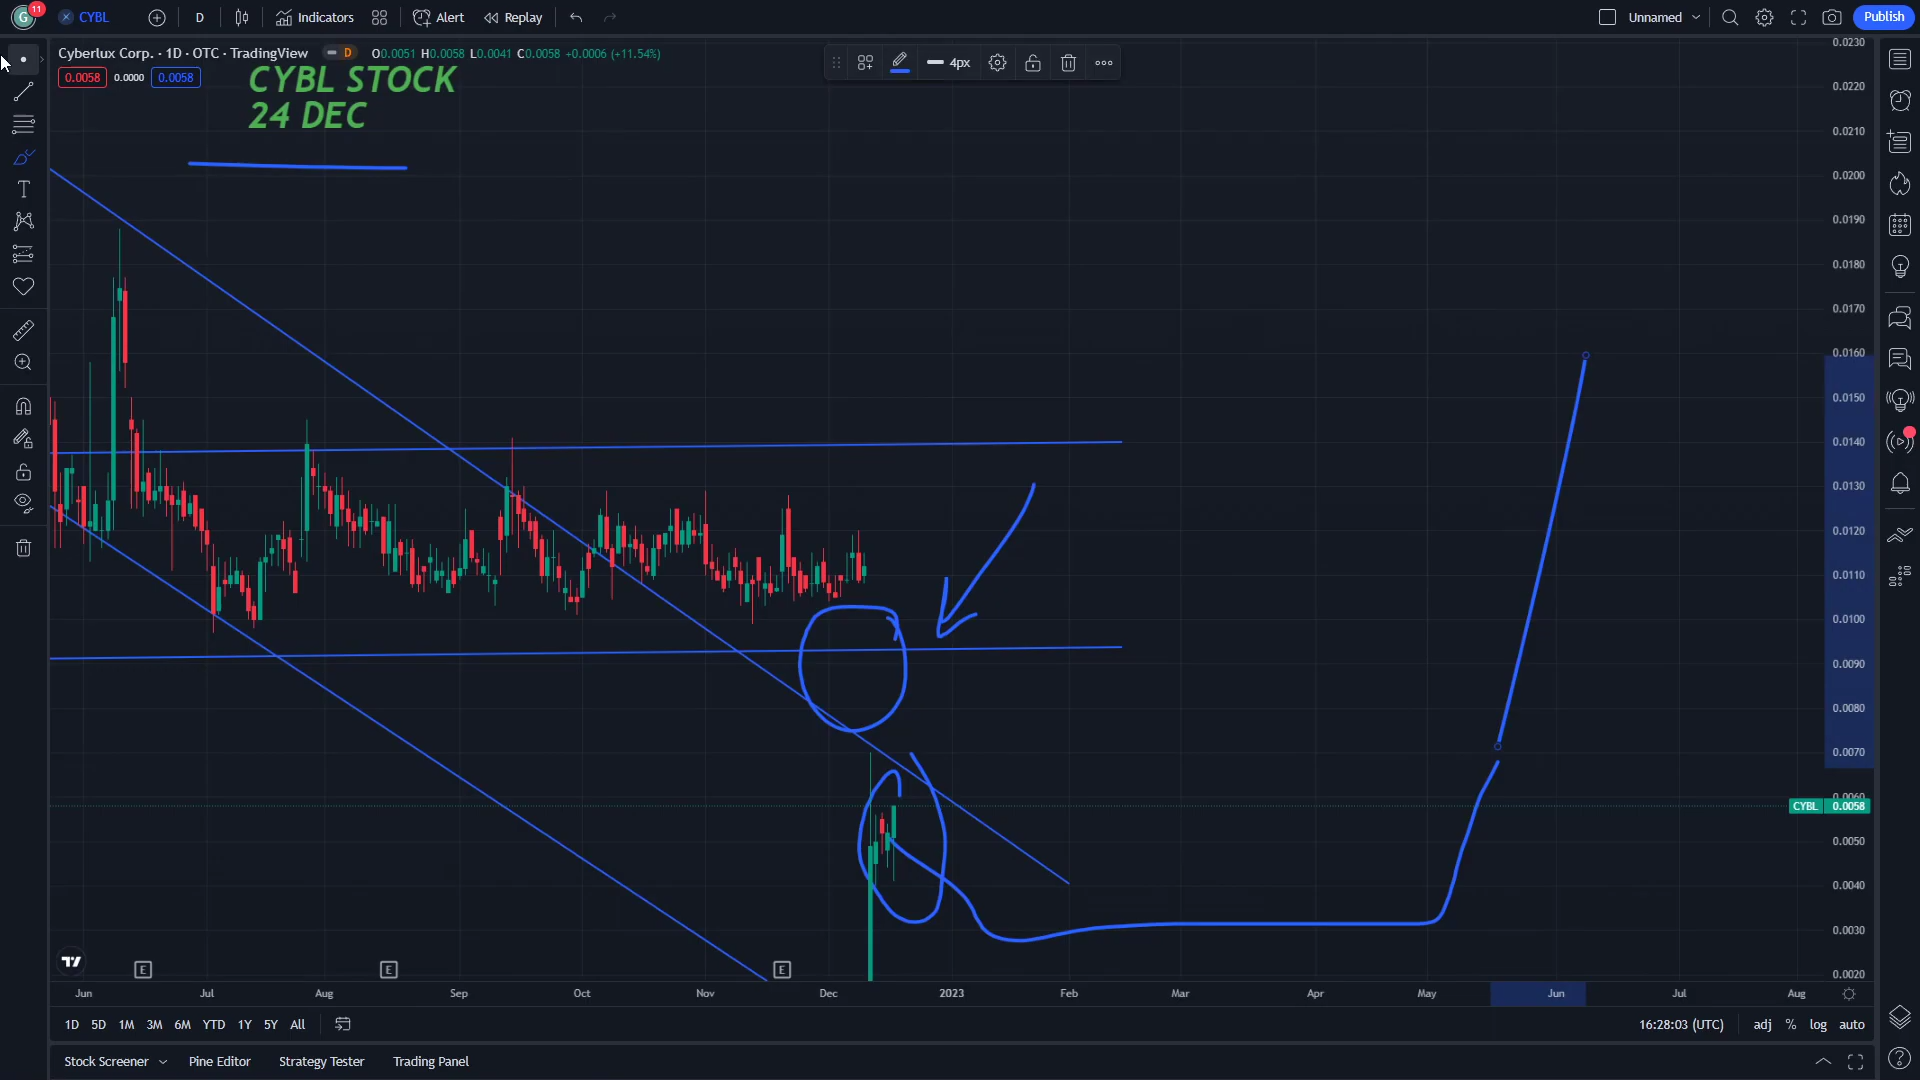 G 11 CYBL D Indicators Alert Replay Unnamed Publish
Cyberlux Corp. · 1D · OTC · TradingView D O0.0051 H0.0058 L0.0041 C0.0058 +0.0006 (+11.54%)
0.0058 0.0000 0.0058
4px
CYBL STOCK
24 DEC
0.0230
0.0220
0.0210
0.0200
0.0190
0.0180
0.0170
0.0160
0.0150
0.0140
0.0130
0.0120
0.0110
0.0100
0.0090
0.0080
0.0070
0.0060
CYBL 0.0058
0.0050
0.0040
0.0030
0.0020
E E E
Jun Jul Aug Sep Oct Nov Dec 2023 Feb Mar Apr May Jun Jul Aug
1D 5D 1M 3M 6M YTD 1Y 5Y All 16:28:03 (UTC) adj % log auto
Stock Screener Pine Editor Strategy Tester Trading Panel